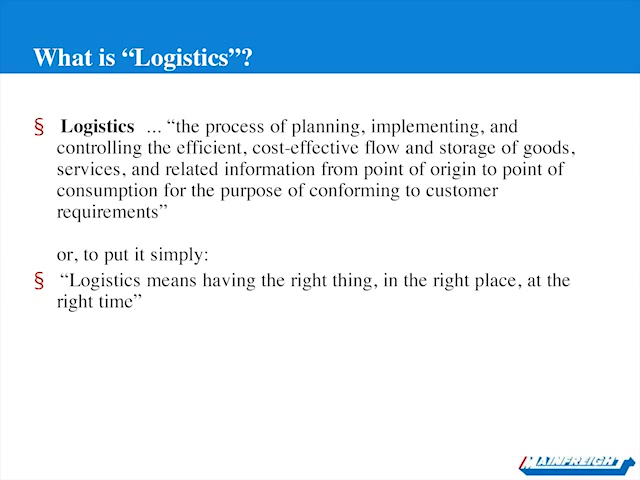 What is “Logistics”?
§ Logistics ... “the process of planning, implementing, and
controlling the efficient, cost-effective flow and storage of goods,
services, and related information from point of origin to point of
consumption for the purpose of conforming to customer
requirements”
or, to put it simply:
§ “Logistics means having the right thing, in the right place, at the
right time”
MAINFREIGHT